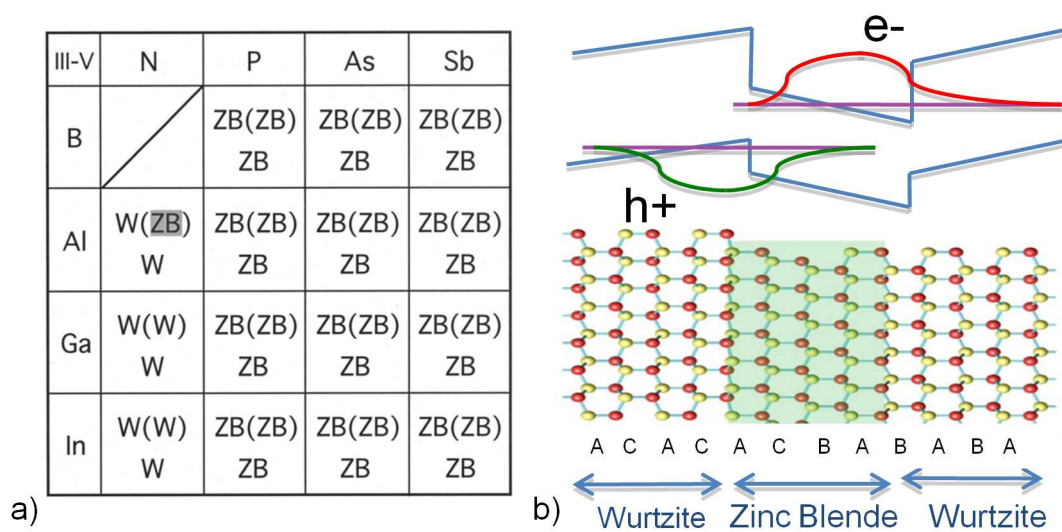 III-V N P As Sb
B ZB(ZB) ZB(ZB) ZB(ZB)
ZB ZB ZB
Al W(ZB) ZB(ZB) ZB(ZB) ZB(ZB)
W ZB ZB ZB
Ga W(W) ZB(ZB) ZB(ZB) ZB(ZB)
W ZB ZB ZB
In W(W) ZB(ZB) ZB(ZB) ZB(ZB)
W ZB ZB ZB
a)
e-
h+
A C A C A C B A B A B A
b) Wurtzite Zinc Blende Wurtzite